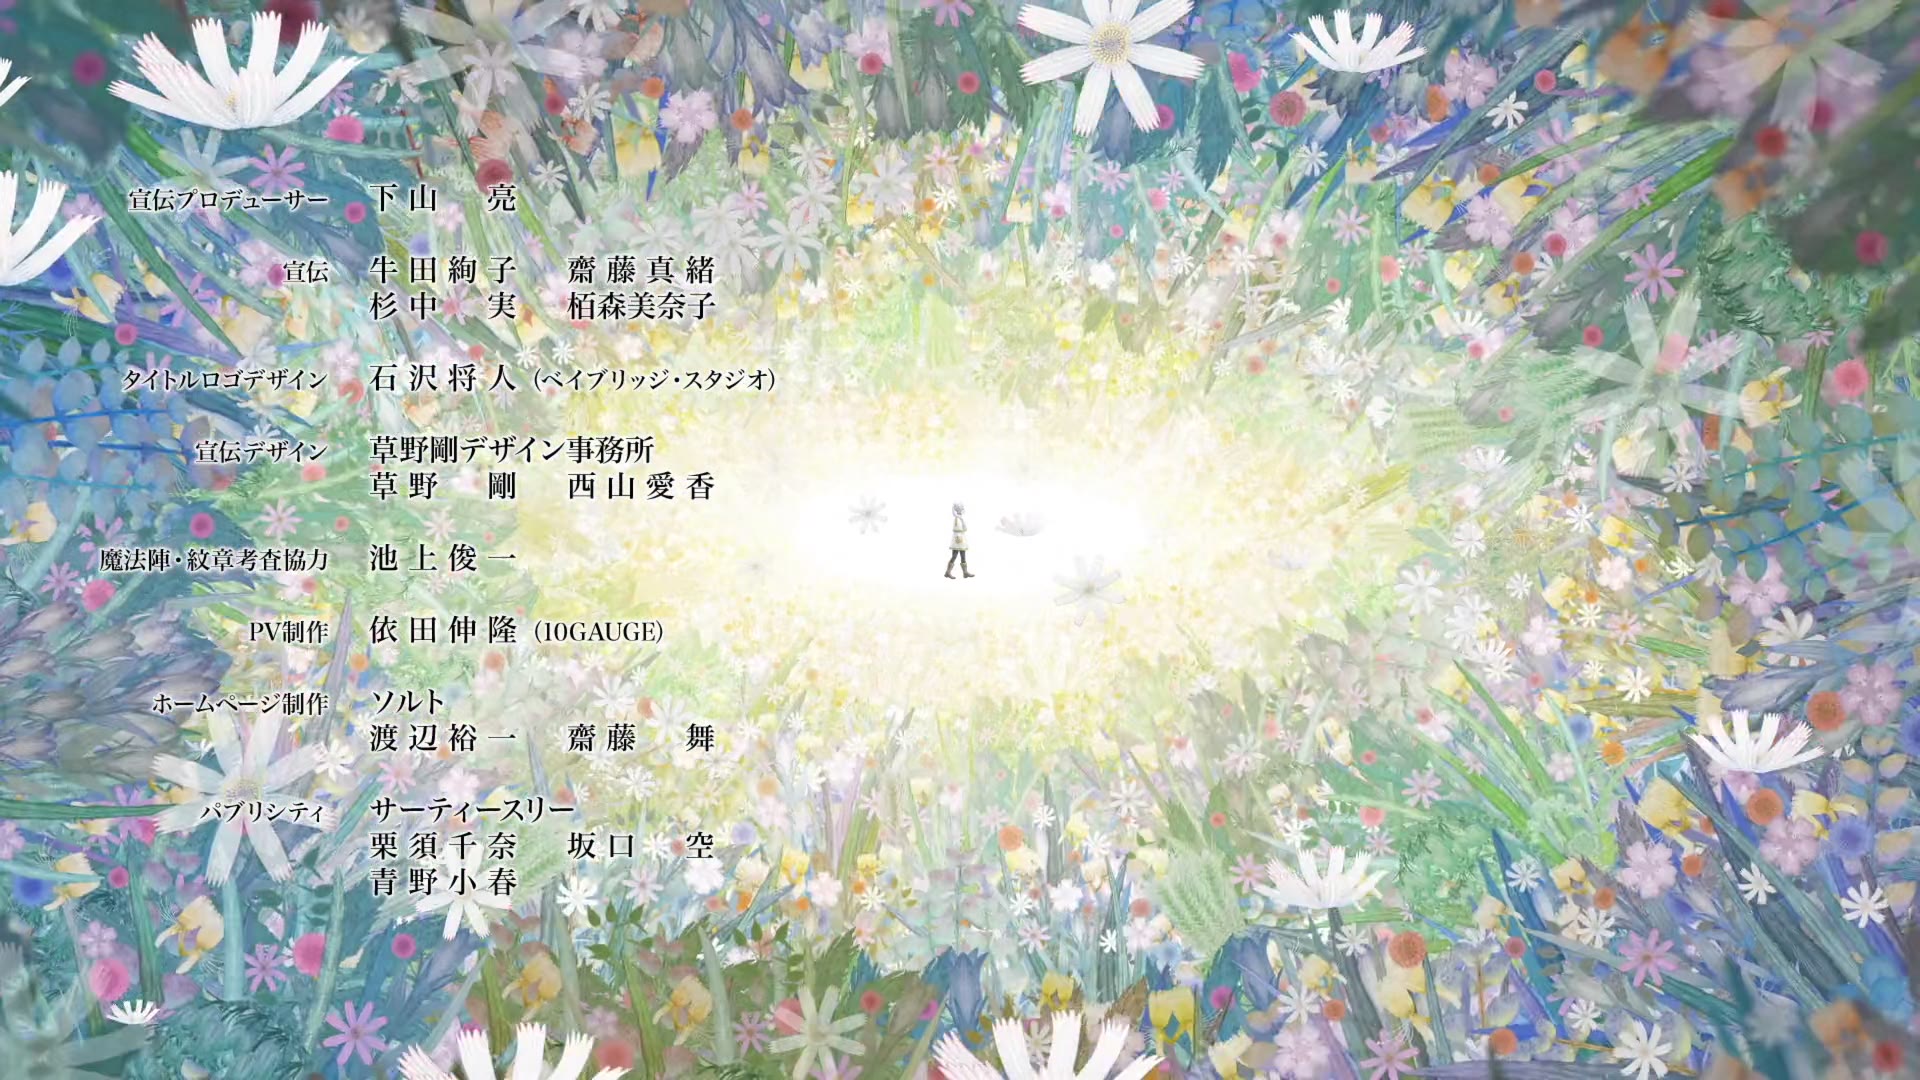 宣伝プロデューサー 下山 亮
宣伝 牛田絢子 齋藤真緒
杉中 実 栢森美奈子
タイトルロゴデザイン 石沢将人（ベイブリッジ・スタジオ）
宣伝デザイン 草野剛デザイン事務所
草野 剛 西山愛香
魔法陣・紋章考査協力 池上俊一
PV制作 依田伸隆（10GAUGE）
ホームページ制作 ソルト
渡辺裕一 齋藤 舞
パブリシティ サーティースリー
栗須千奈 坂口 空
青野小春